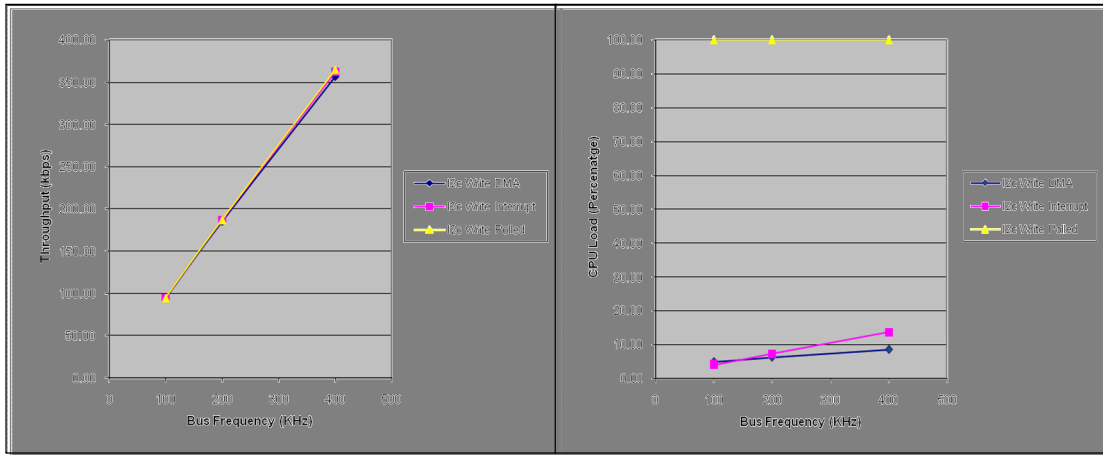 400.00
350.00
300.00
250.00
200.00
150.00
100.00
50.00
0.00
Throughput (kbps)
0 100 200 300 400 500
Bus Frequency (KHz)
I2c Write DMA
I2c Write Interrupt
I2c Write Polled
100.00
90.00
80.00
70.00
60.00
50.00
40.00
30.00
20.00
10.00
0.00
CPU Load (Percenatge)
0 100 200 300 400 500
Bus Frequency (KHz)
I2c Write DMA
I2c Write Interrupt
I2c Write Polled